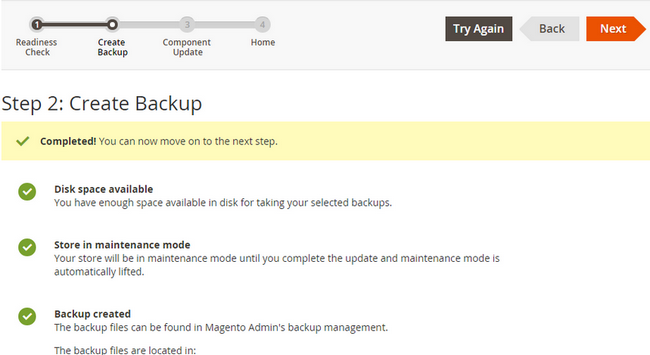 1
2
3
4
Readiness
Check
Create
Backup
Component
Update
Home
Try Again
Back
Next
Step 2: Create Backup
Completed! You can now move on to the next step.
Disk space available
You have enough space available in disk for taking your selected backups.
Store in maintenance mode
Your store will be in maintenance mode until you complete the update and maintenance mode is
automatically lifted.
Backup created
The backup files can be found in Magento Admin's backup management.
The backup files are located in: